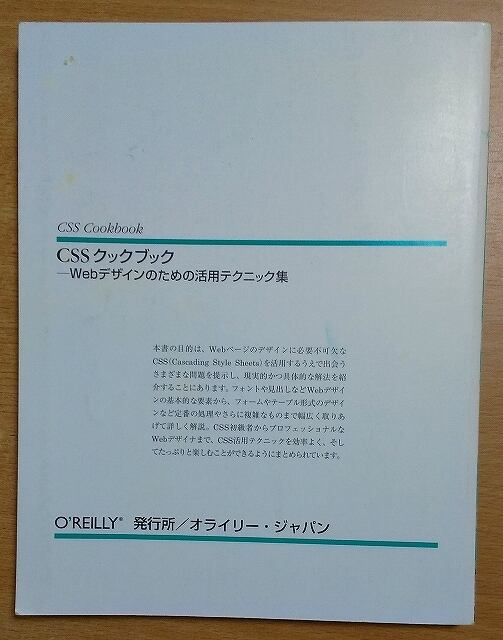 CSS Cookbook
CSS クックブック
―Webデザインのための活用テクニック集
本書の目的は、Webページのデザインに必要不可欠な
CSS(Cascading Style Sheets)を活用するうえで出会う
さまざまな問題を提示し、現実的かつ具体的な解法を紹
介することにあります。フォントや見出しなどWebデザイ
ンの基本的な要素から、フォームやテーブル形式のデザイ
ンなど定番の処理やさらに複雑なものまで幅広く取りあ
げて詳しく解説。CSS初級者からプロフェッショナルな
Webデザイナまで、CSS活用テクニックを効率よく、そし
てたっぷりと楽しむことができるようにまとめられています。
O'REILLY® 発行所／オライリー・ジャパン